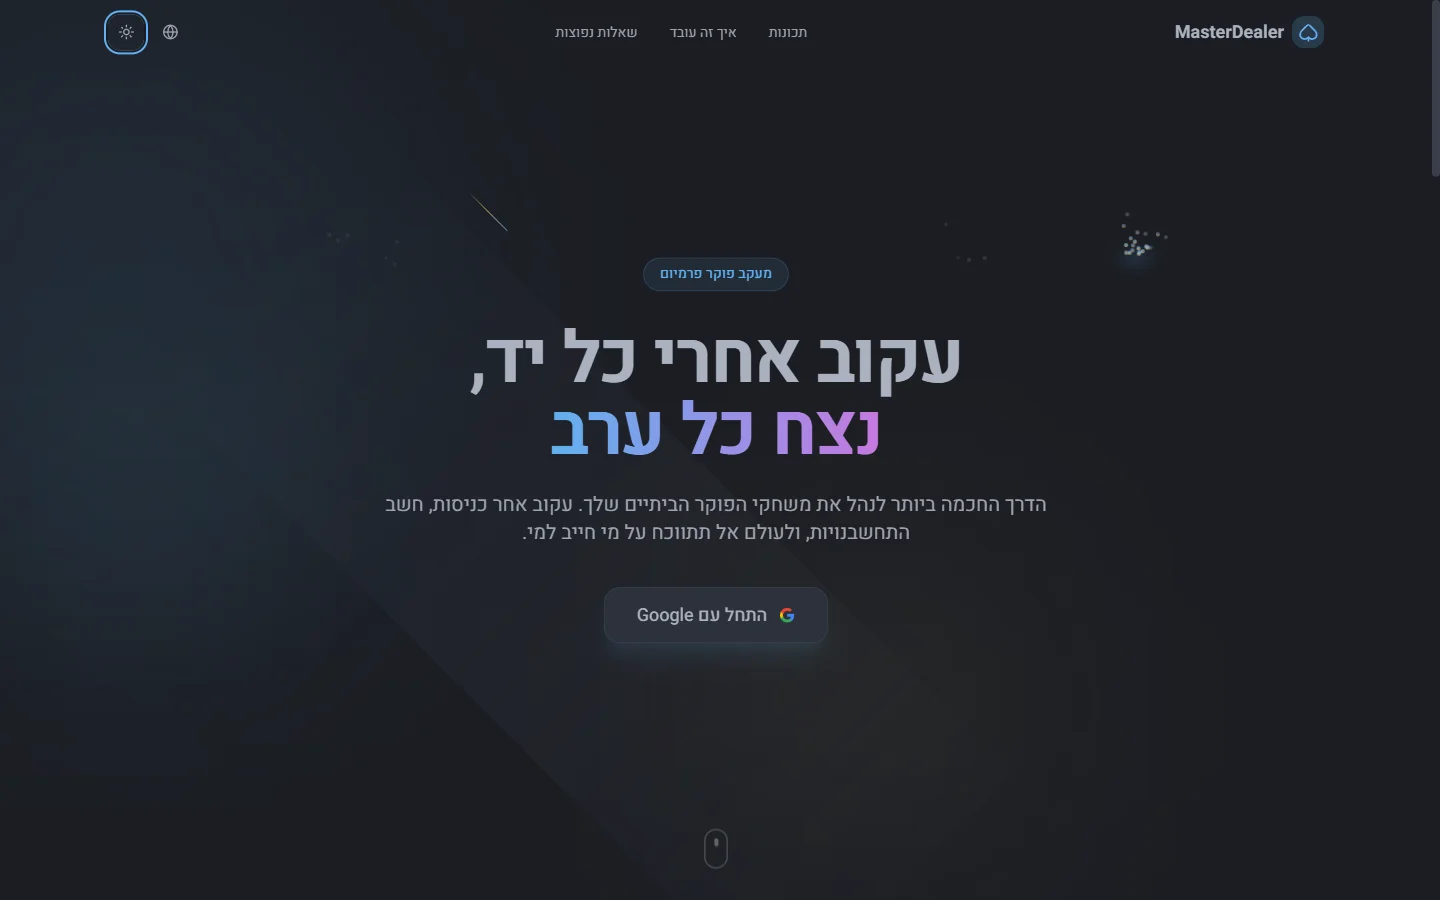 MasterDealer
תכונות
איך זה עובד
שאלות נפוצות
מעקב פוקר פרמיום
עקוב אחרי כל יד,
נצח כל ערב
הדרך החכמה ביותר לנהל את משחקי הפוקר הביתיים שלך. עקוב אחר כניסות, חשב
התחשבנויות, ולעולם אל תתווכח על מי חייב למי.
התחל עם Google